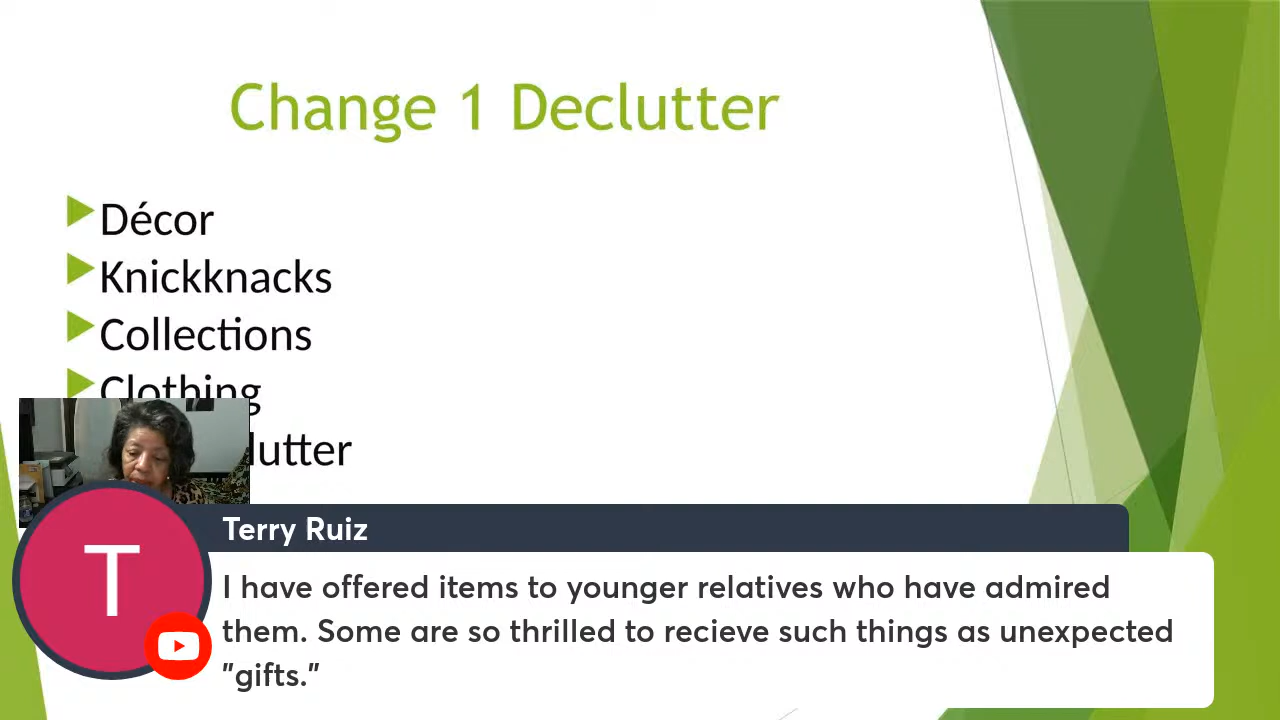 Change 1 Declutter
Décor
Knickknacks
Collections
Clothing
lutter
T
Terry Ruiz
I have offered items to younger relatives who have admired
them. Some are so thrilled to recieve such things as unexpected
"gifts."